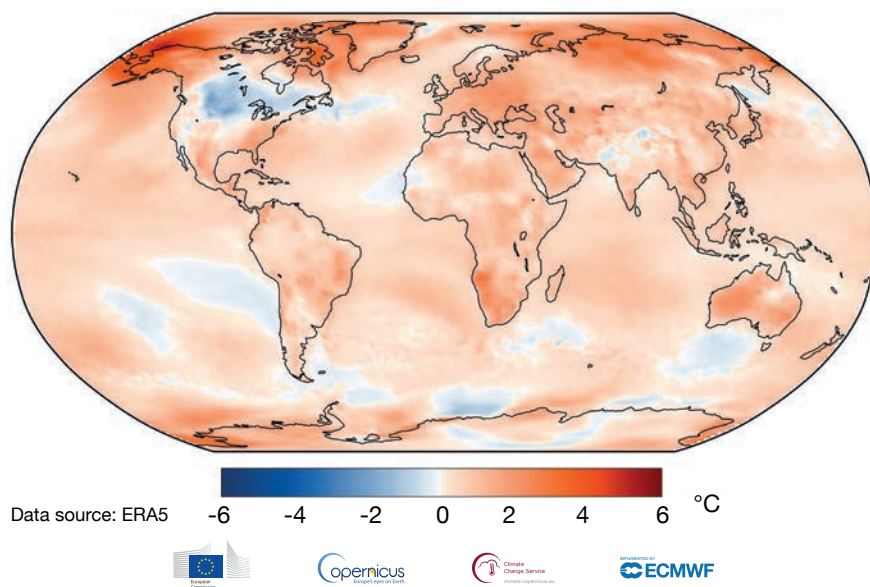 Data source: ERA5
-6
-4
-2
0
2
4
6
°C
European
Commission
opernicus
Europe's eyes on Earth
Climate
Change Service
climate.copernicus.eu
IMPLEMENTED BY
ECMWF